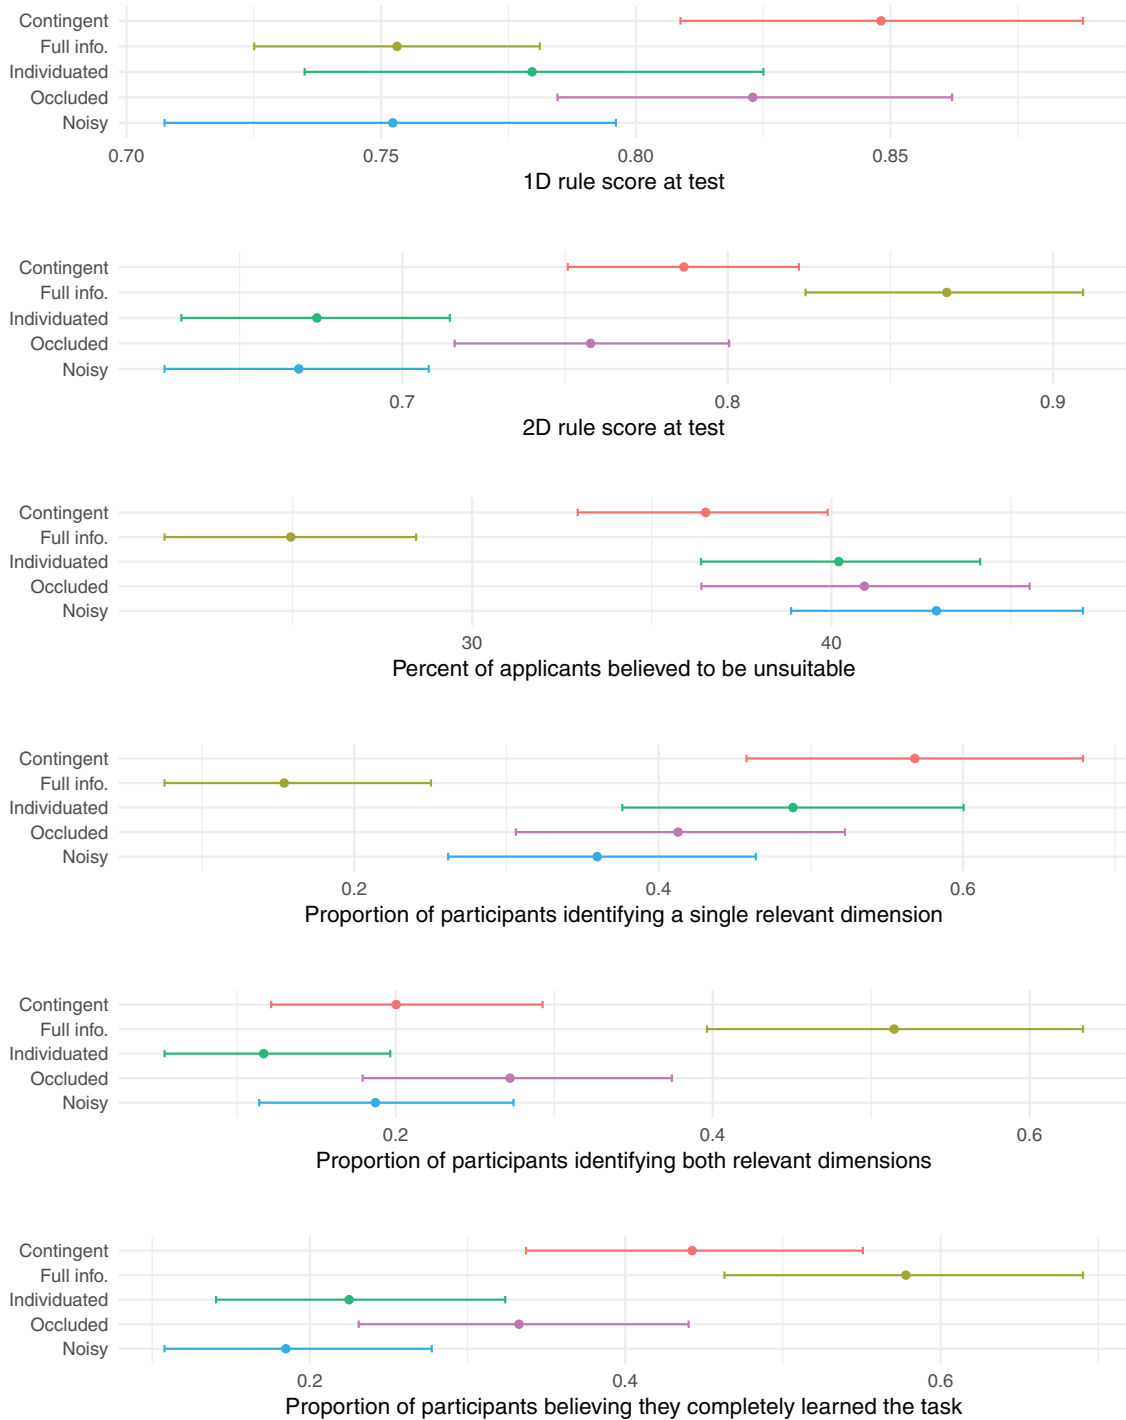 Contingent
Full info.
Individuated
Occluded
Noisy
0.70 0.75 0.80 0.85
1D rule score at test
Contingent
Full info.
Individuated
Occluded
Noisy
0.7 0.8 0.9
2D rule score at test
Contingent
Full info.
Individuated
Occluded
Noisy
30 40
Percent of applicants believed to be unsuitable
Contingent
Full info.
Individuated
Occluded
Noisy
0.2 0.4 0.6
Proportion of participants identifying a single relevant dimension
Contingent
Full info.
Individuated
Occluded
Noisy
0.2 0.4 0.6
Proportion of participants identifying both relevant dimensions
Contingent
Full info.
Individuated
Occluded
Noisy
0.2 0.4 0.6
Proportion of participants believing they completely learned the task